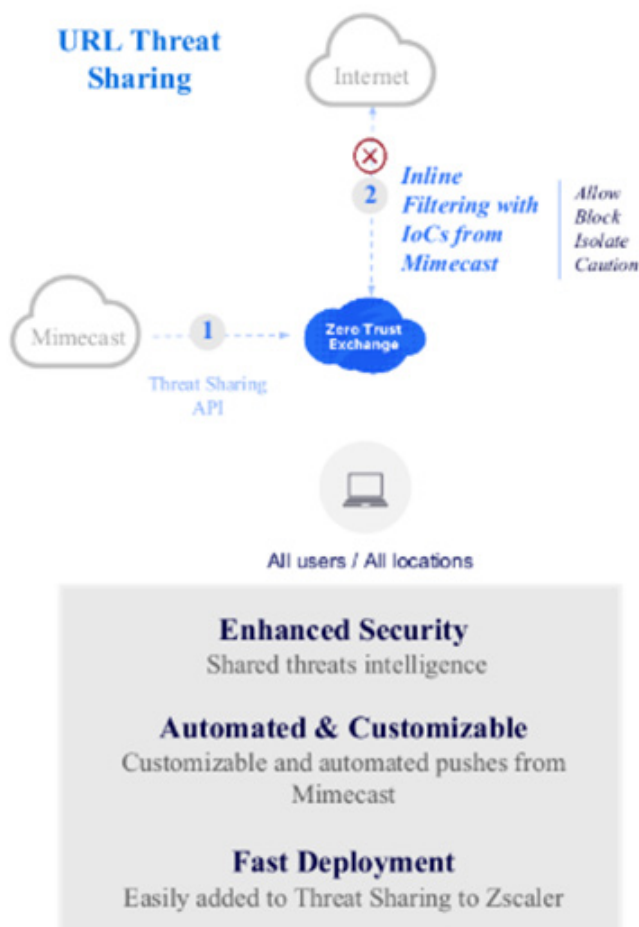 URL Threat
Sharing
Internet
2
Inline
Filtering with
IoCs from
Mimecast
Allow
Block
Isolate
Caution
Mimecast
1
Zero Trust
Exchange
Threat Sharing
API
All users / All locations
Enhanced Security
Shared threats intelligence
Automated & Customizable
Customizable and automated pushes from
Mimecast
Fast Deployment
Easily added to Threat Sharing to Zscaler